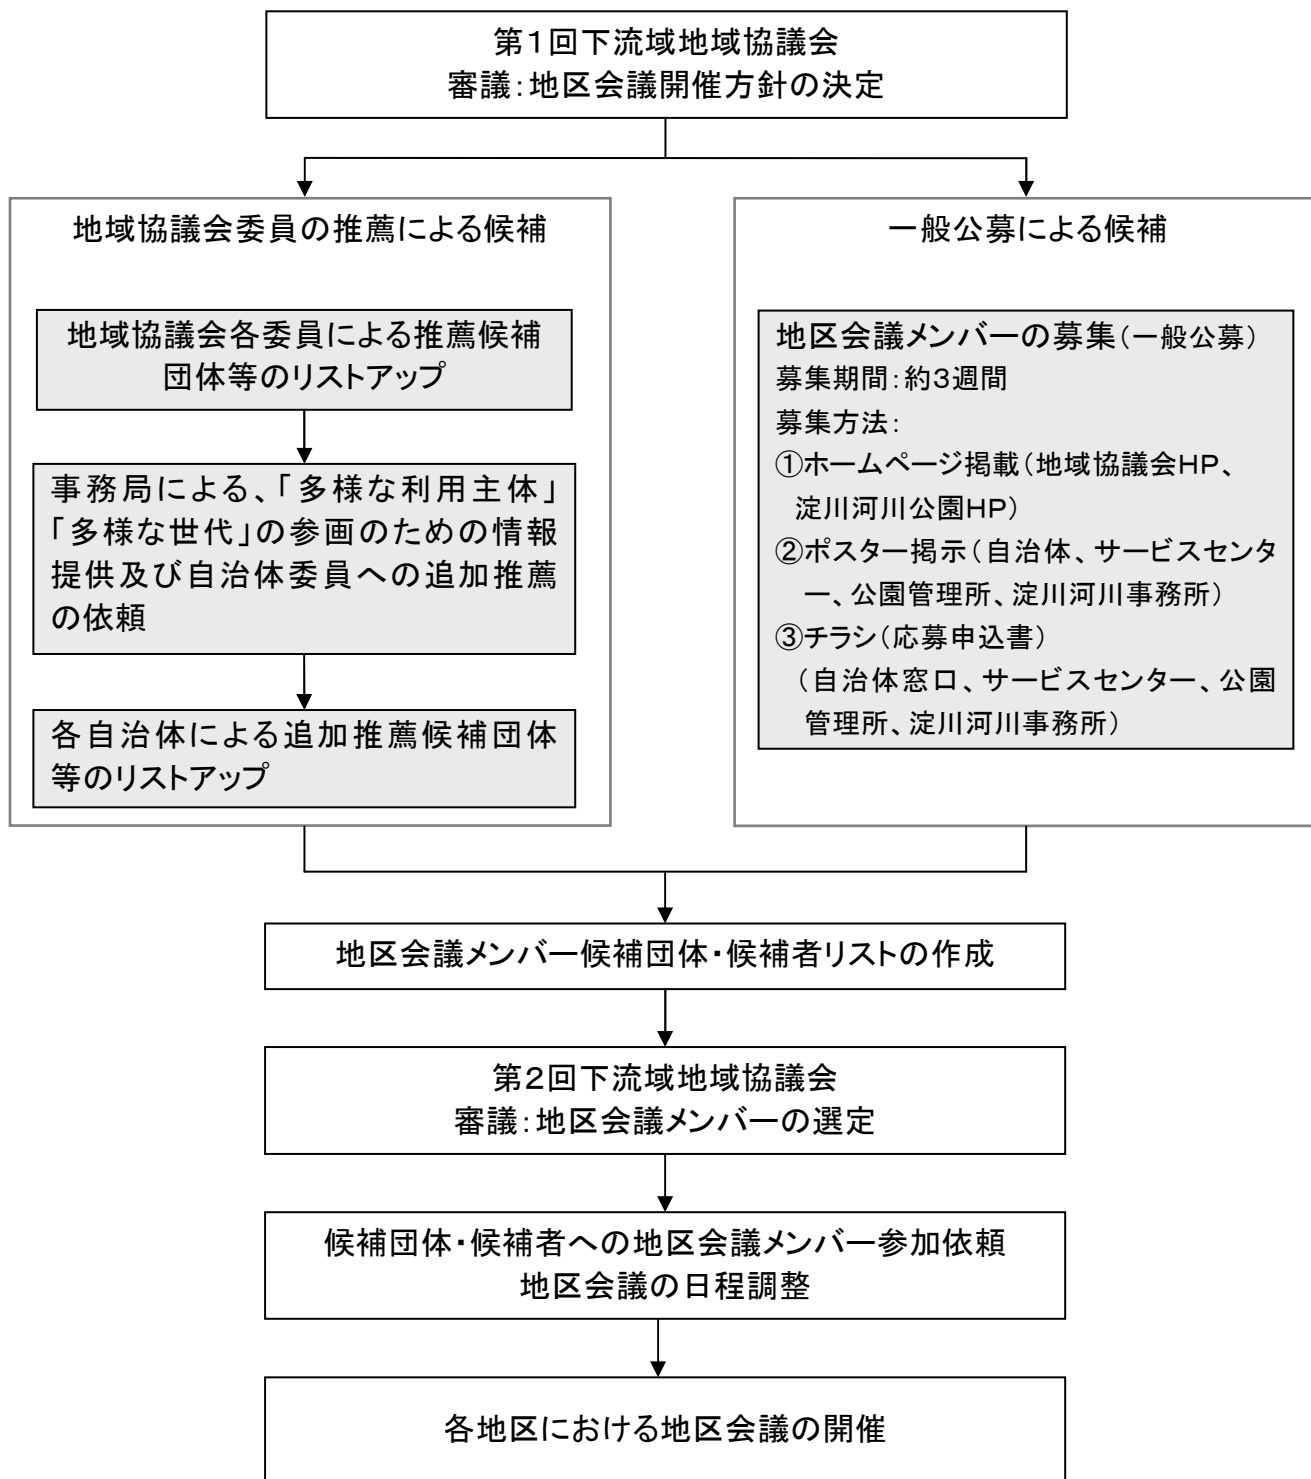 第1回下流域地域協議会
審議：地区会議開催方針の決定
地域協議会委員の推薦による候補
地域協議会各委員による推薦候補
団体等のリストアップ
事務局による、「多様な利用主体」
「多様な世代」の参画のための情報
提供及び自治体委員への追加推薦
の依頼
各自治体による追加推薦候補団体
等のリストアップ
一般公募による候補
地区会議メンバーの募集（一般公募）
募集期間：約3週間
募集方法：
①ホームページ掲載（地域協議会HP、
淀川河川公園HP）
②ポスター掲示（自治体、サービスセンタ
ー、公園管理所、淀川河川事務所）
③チラシ（応募申込書）
（自治体窓口、サービスセンター、公園
管理所、淀川河川事務所）
地区会議メンバー候補団体・候補者リストの作成
第2回下流域地域協議会
審議：地区会議メンバーの選定
候補団体・候補者への地区会議メンバー参加依頼
地区会議の日程調整
各地区における地区会議の開催